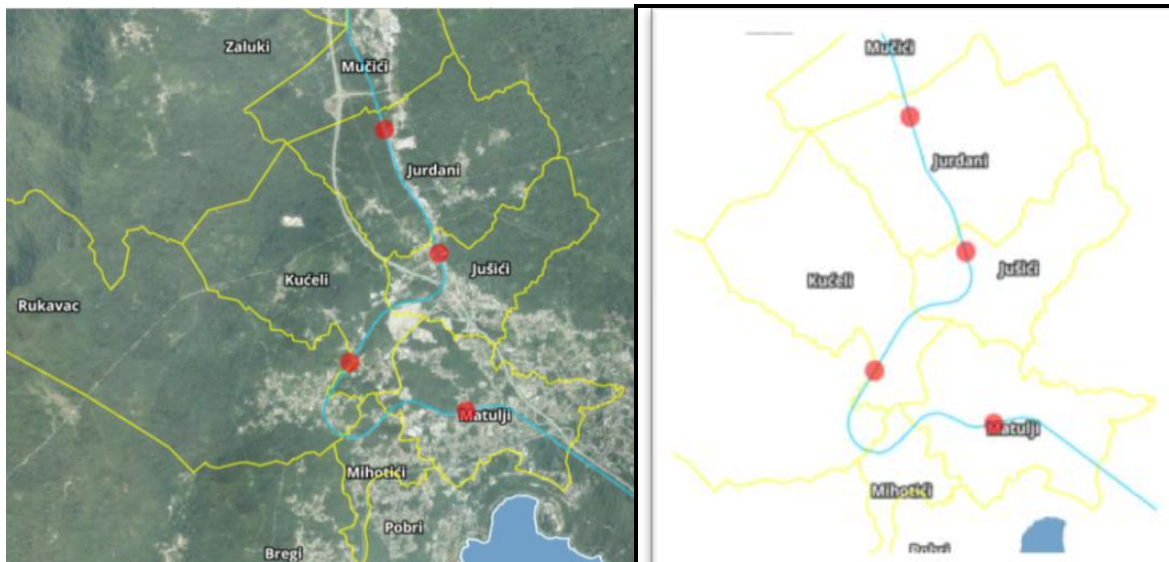 Zaluki
Mučići
Jurdani
Kućeli
Jušići
Rukavac
Matulji
Mihotići
Pobri
Bregi
Mučići
Jurdani
Kućeli
Jušići
Matulji
Mihotići
Pobri